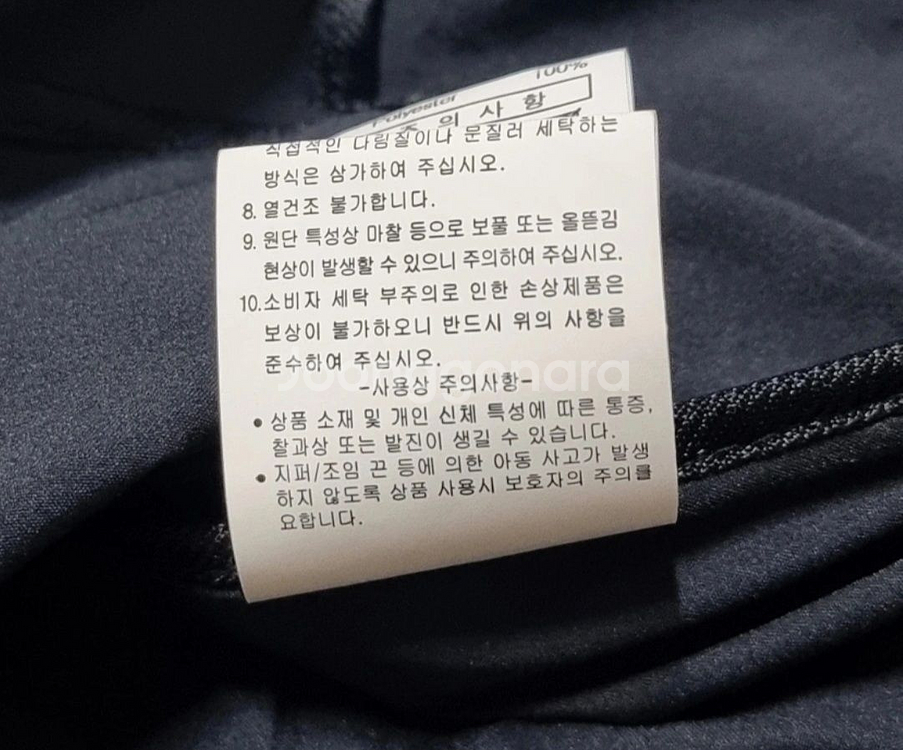 Polyester 100%
의 사 항
직접적인 다림질이나 문질러 세탁하는
방식은 삼가하여 주십시오.
8. 열건조 불가합니다.
9. 원단 특성상 마찰 등으로 보풀 또는 올뜯김
현상이 발생할 수 있으니 주의하여 주십시오.
10.소비자 세탁 부주의로 인한 손상제품은
보상이 불가하오니 반드시 위의 사항을
준수하여 주십시오.
Joonggonara
-사용상 주의사항-
• 상품 소재 및 개인 신체 특성에 따른 통증,
찰과상 또는 발진이 생길 수 있습니다.
• 지퍼/조임 끈 등에 의한 아동 사고가 발생
하지 않도록 상품 사용시 보호자의 주의를
요합니다.